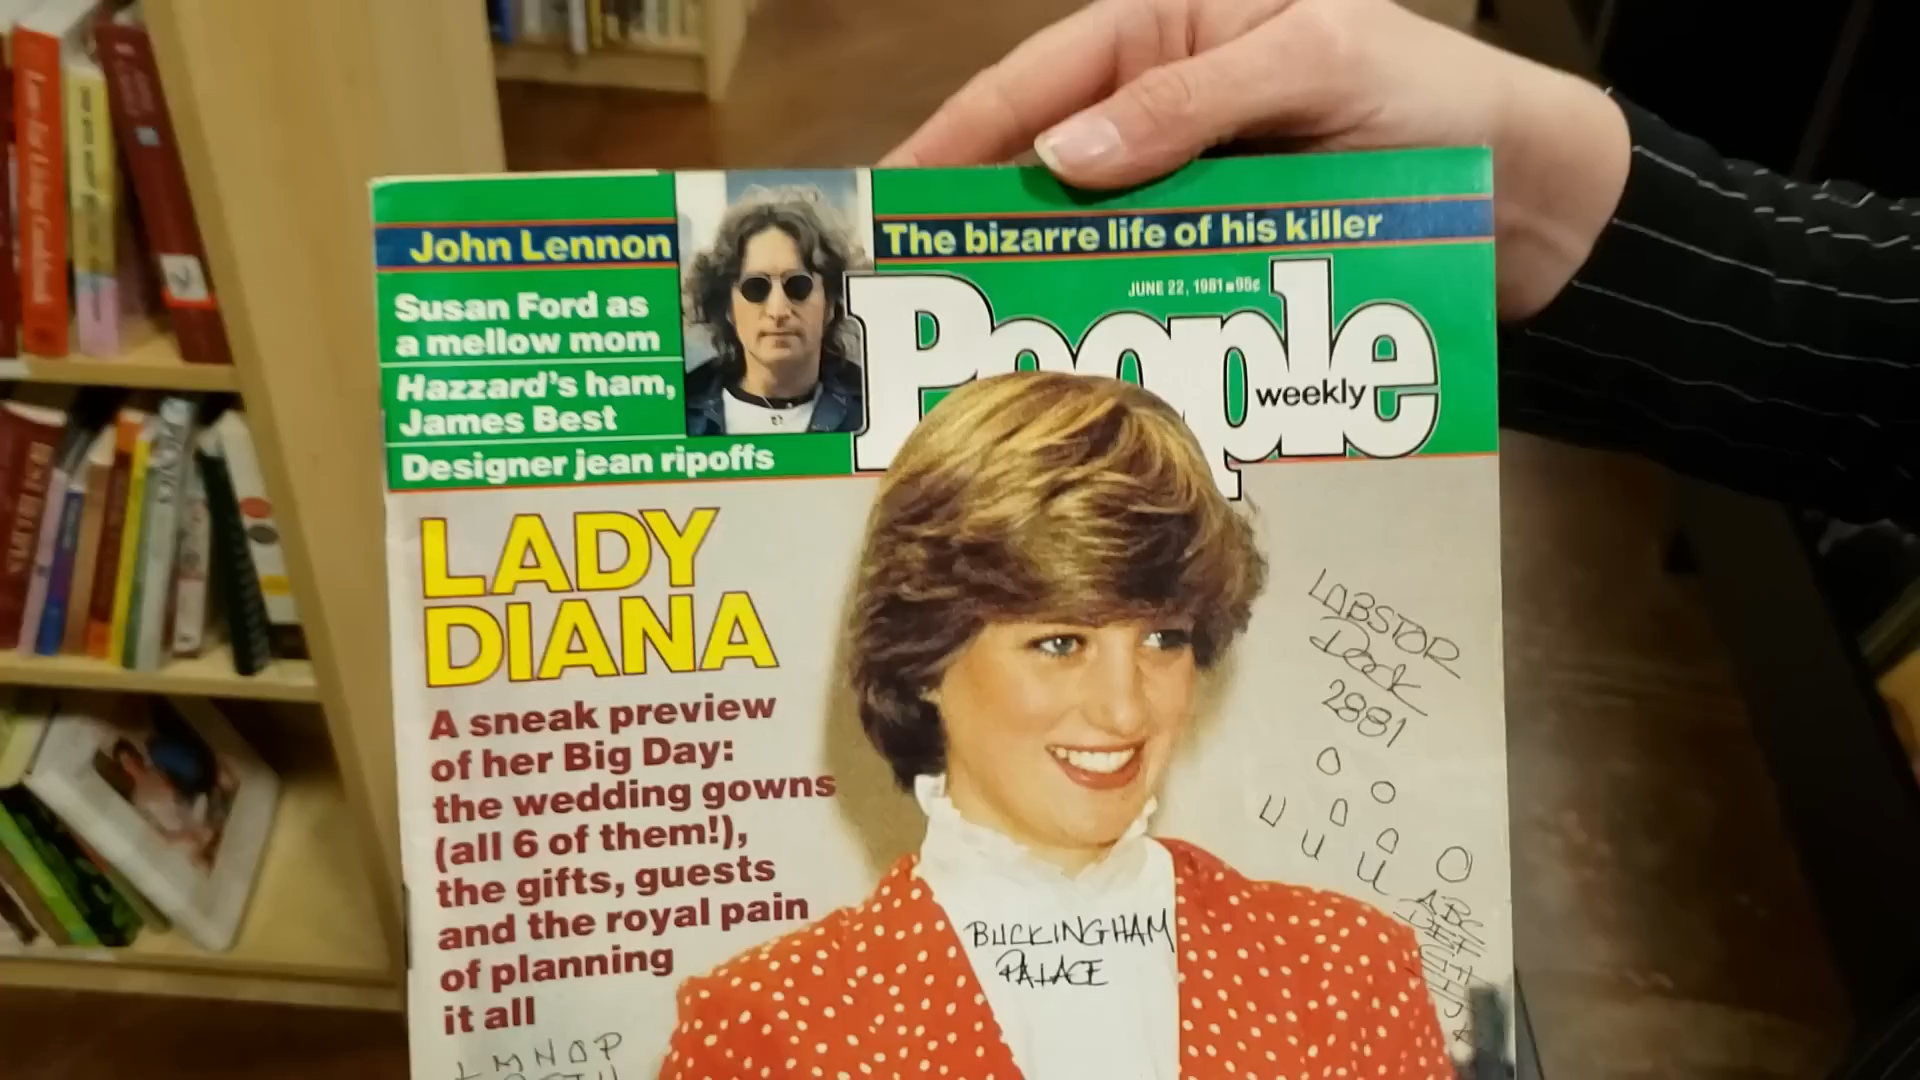 John Lennon
The bizarre life of his killer
Susan Ford as
a mellow mom
Hazzard's ham,
James Best
Designer jean ripoffs
JUNE 22, 1981 ■ 95¢
People
weekly
LADY
DIANA
A sneak preview
of her Big Day:
the wedding gowns
(all 6 of them!),
the gifts, guests
and the royal pain
of planning
it all
LOBSTOR
2881
ABC
DEF
BUCKINGHAM
PALACE
LMNOP